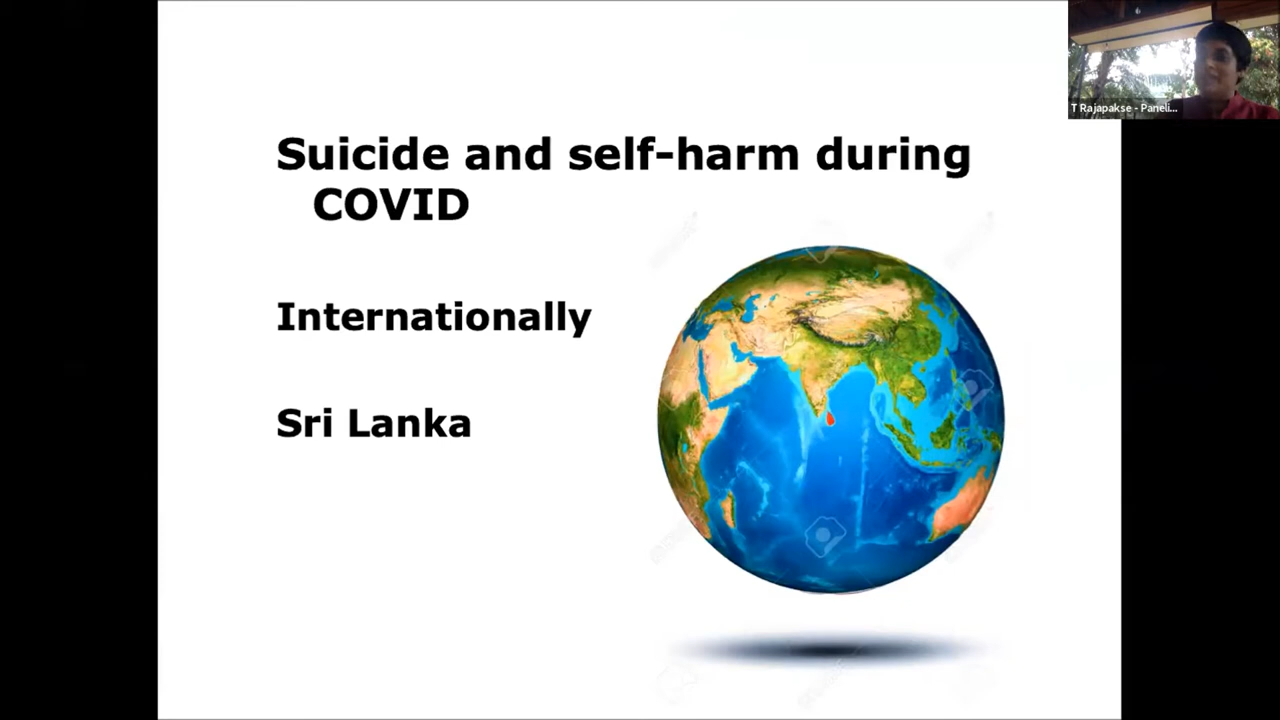 Suicide and self-harm during
COVID
Internationally
Sri Lanka
T Rajapakse - Paneli...